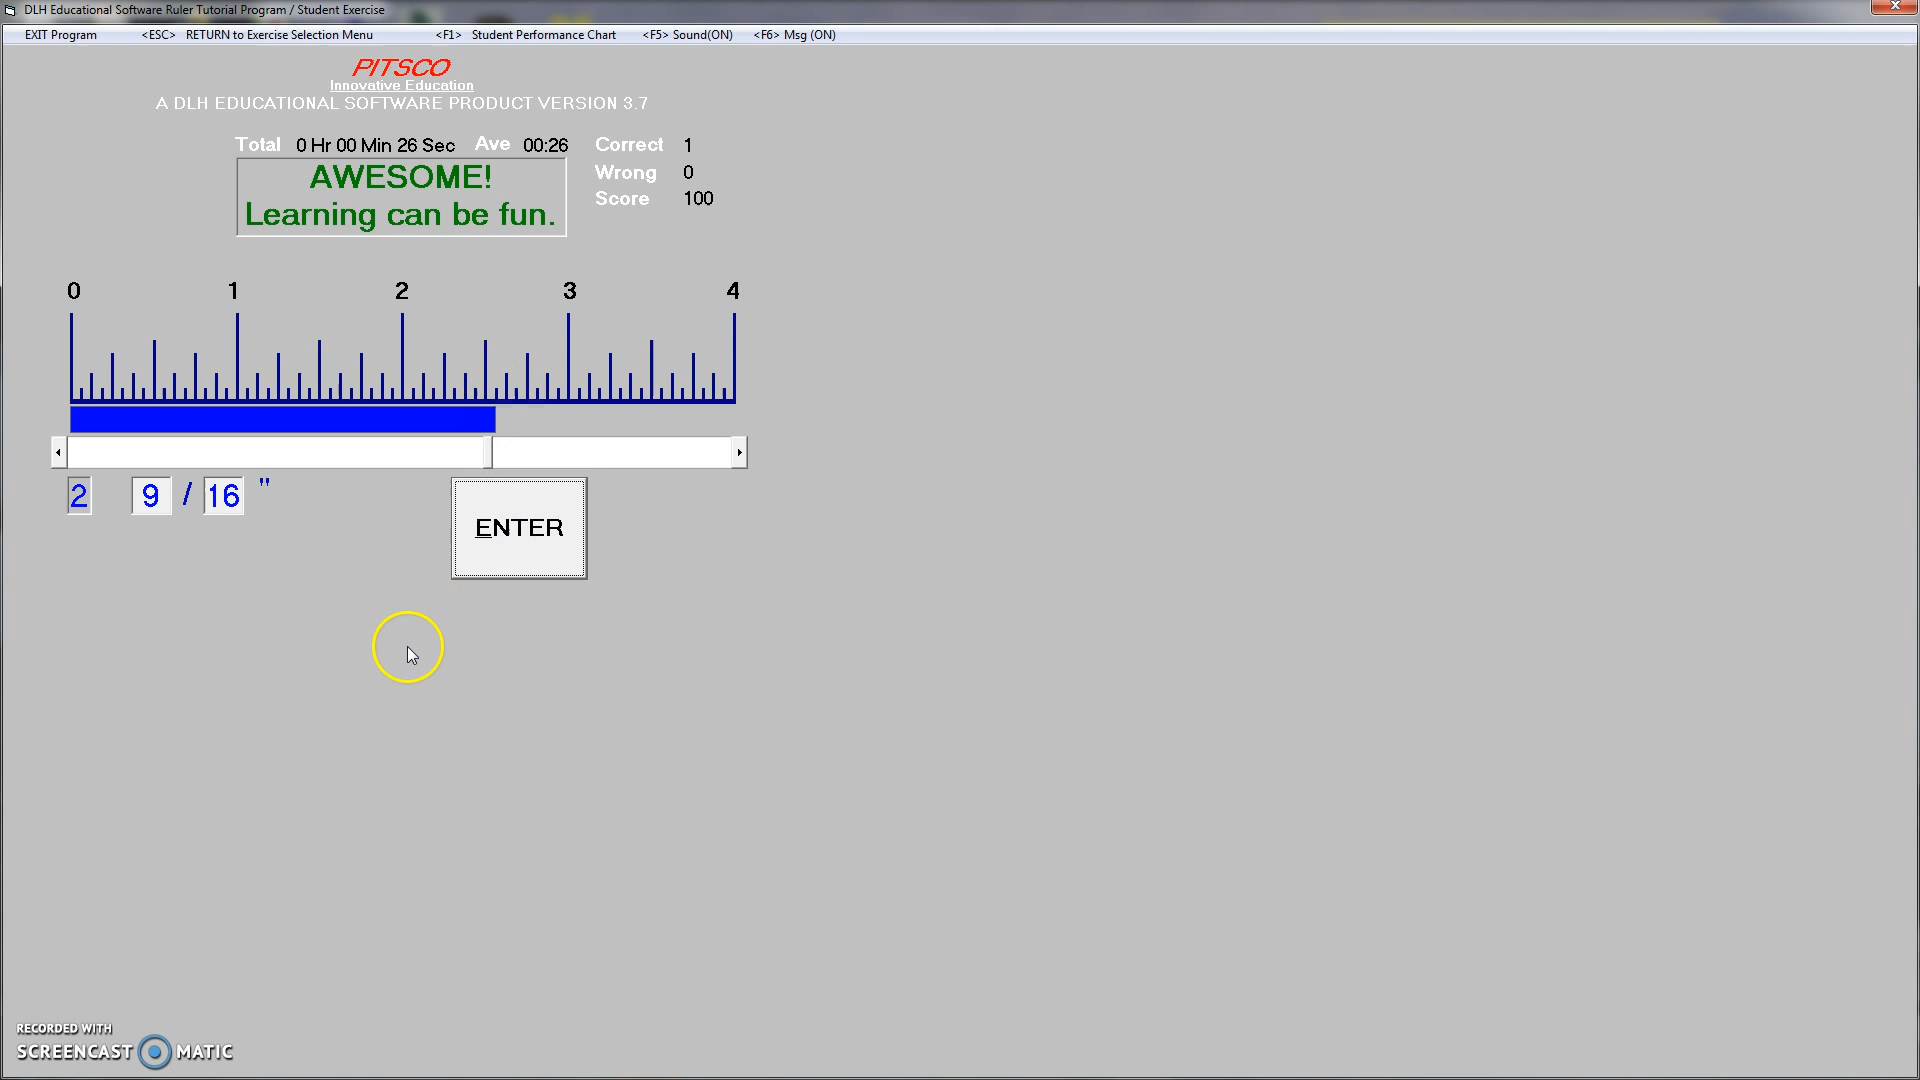 DLH Educational Software Ruler Tutorial Program / Student Exercise
EXIT Program <ESC> RETURN to Exercise Selection Menu <F1> Student Performance Chart <F5> Sound(ON) <F6> Msg (ON)
PITSCO
Innovative Education
A DLH EDUCATIONAL SOFTWARE PRODUCT VERSION 3.7
Total 0 Hr 00 Min 26 Sec Ave 00:26 Correct 1
Wrong 0
Score 100
AWESOME!
Learning can be fun.
0 1 2 3 4
2 9 / 16 "
ENTER
RECORDED WITH
SCREENCAST MATIC